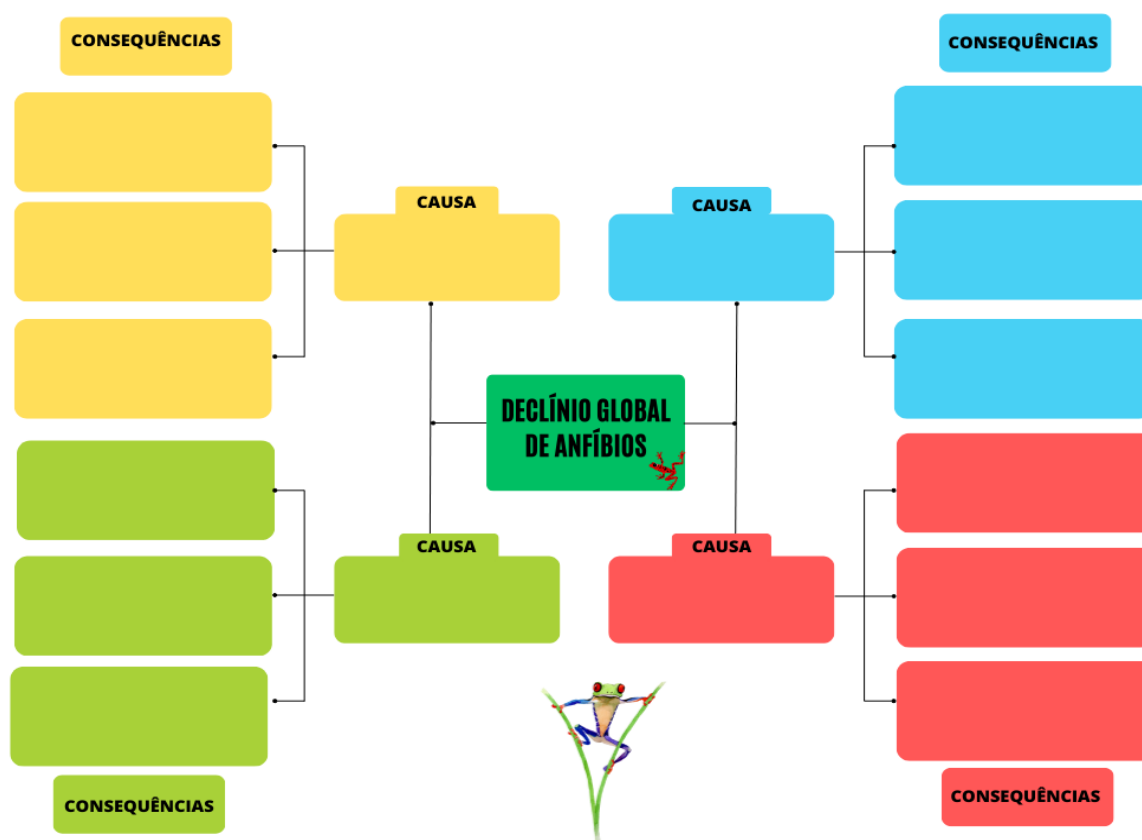 CONSEQUÊNCIAS
CONSEQUÊNCIAS
CAUSA
CAUSA
DECLÍNIO GLOBAL
DE ANFÍBIOS
CAUSA
CAUSA
CONSEQUÊNCIAS
CONSEQUÊNCIAS